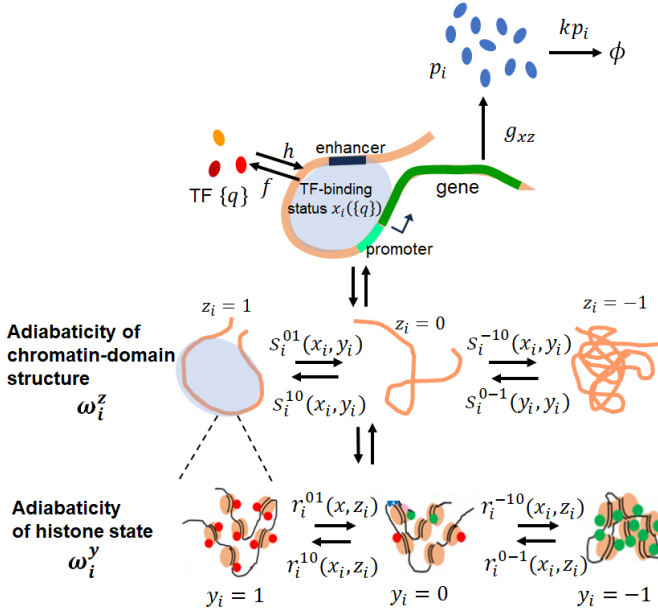 kp_i
p_i
ϕ
g_{xz}
h
enhancer
f
TF {q}
TF-binding
status x_i({q})
gene
promoter
z_i = 1
z_i = 0
z_i = −1
Adiabaticity of
chromatin-domain
structure
ω_i^z
s_i^{01}(x_i, y_i)
s_i^{10}(x_i, y_i)
s_i^{-10}(x_i, y_i)
s_i^{0-1}(y_i, y_i)
Adiabaticity
of histone state
ω_i^y
r_i^{01}(x, z_i)
r_i^{10}(x_i, z_i)
r_i^{-10}(x_i, z_i)
r_i^{0-1}(x_i, z_i)
y_i = 1
y_i = 0
y_i = −1